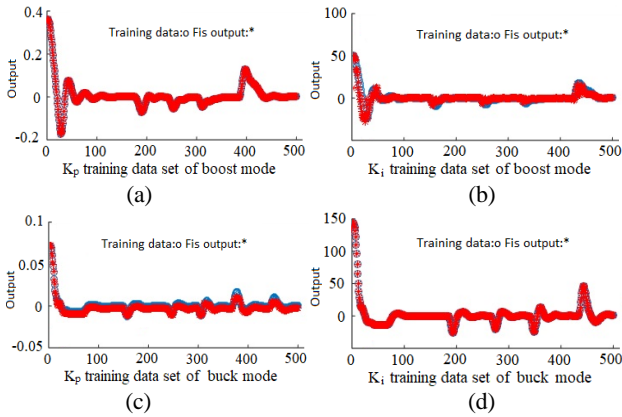 0.4
0.2
0
-0.2
Output
Training data:o Fis output:*
0 100 200 300 400 500
Kp training data set of boost mode
(a)
100
50
0
-50
Output
Training data:o Fis output:*
0 100 200 300 400 500
Ki training data set of boost mode
(b)
0.1
0.05
0
-0.05
Output
Training data:o Fis output:*
0 100 200 300 400 500
Kp training data set of buck mode
(c)
150
100
50
0
Output
Training data:o Fis output:*
0 100 200 300 400 500
Ki training data set of buck mode
(d)